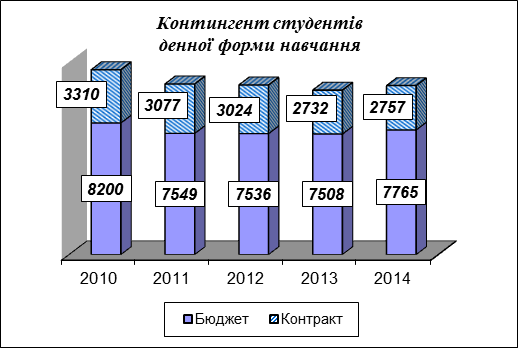 Контингент студентів
денної форми навчання
3310
3077
3024
2732
2757
8200
7549
7536
7508
7765
2010 2011 2012 2013 2014
Бюджет Контракт